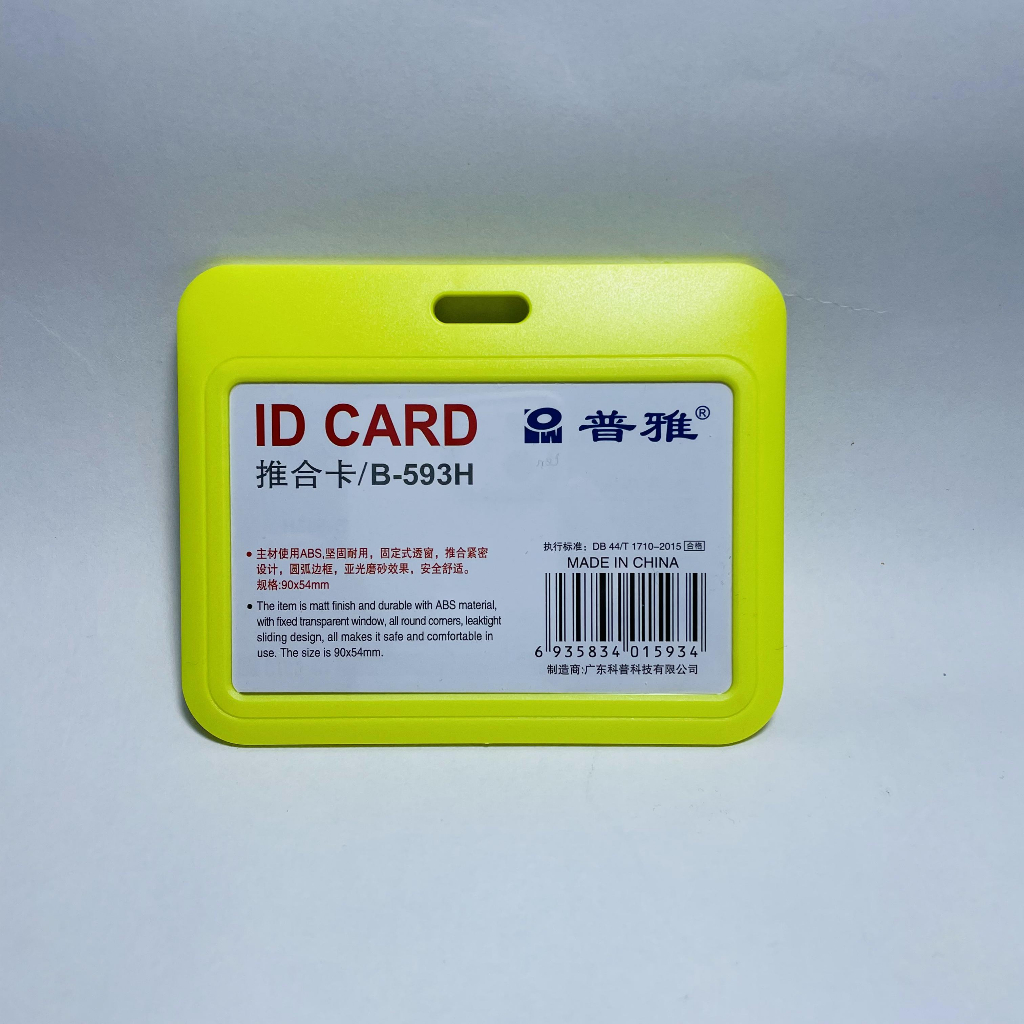 ID CARD
普雅®
推合卡/B-593H
• 主材使用ABS,坚固耐用，固定式透窗，推合紧密
设计，圆弧边框，亚光磨砂效果，安全舒适。
规格:90x54mm
• The item is matt finish and durable with ABS material,
with fixed transparent window, all round corners, leaktight
sliding design, all makes it safe and comfortable in
use. The size is 90x54mm.
执行标准：DB 44/T 1710-2015 合格
MADE IN CHINA
6 935834 015934
制造商:广东科普科技有限公司